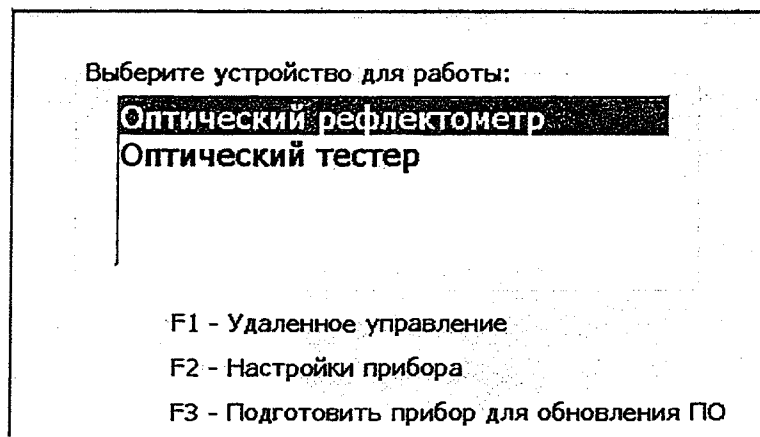 Выберите устройство для работы:
Оптический рефлектометр
Оптический тестер
F1 - Удаленное управление
F2 - Настройки прибора
F3 - Подготовить прибор для обновления ПО